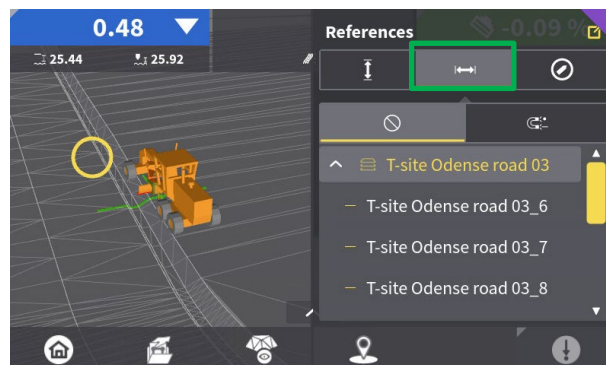 0.48
25.44
25.92
References
-0.09 %
T-site Odense road 03
T-site Odense road 03_6
T-site Odense road 03_7
T-site Odense road 03_8